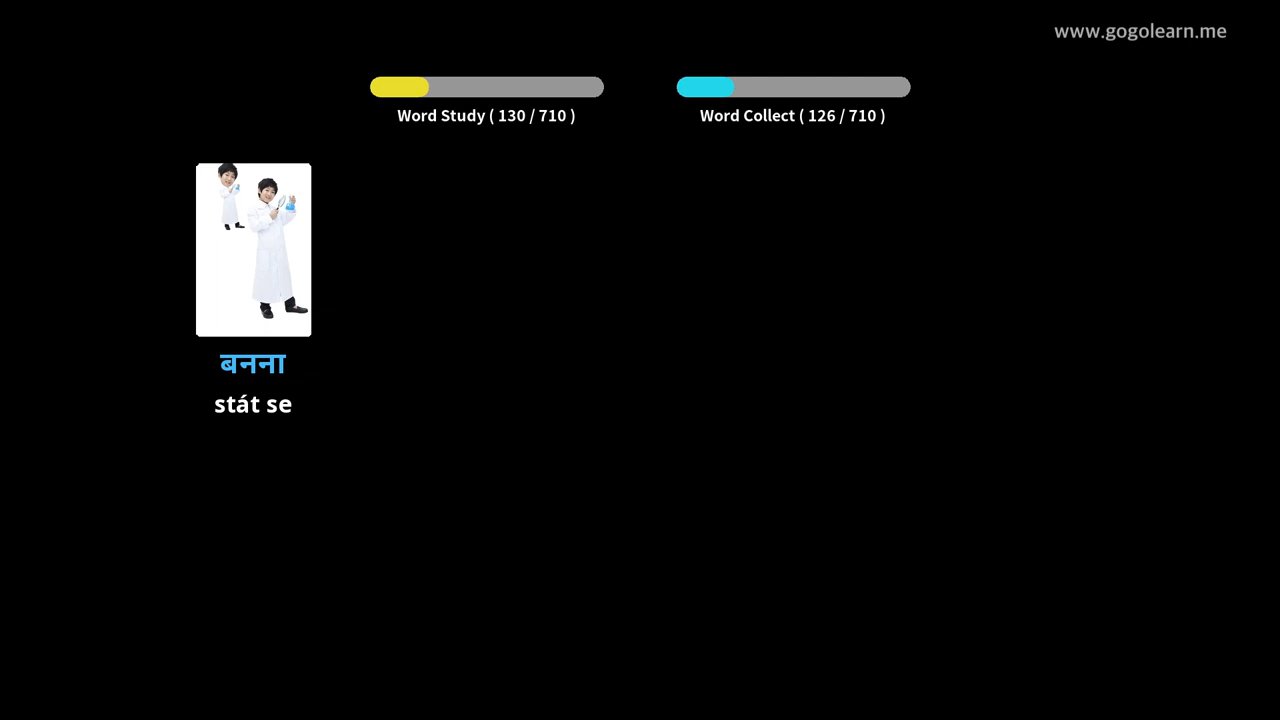 www.gogolearn.me
Word Study ( 130 / 710 )
Word Collect ( 126 / 710 )
बनना
stát se